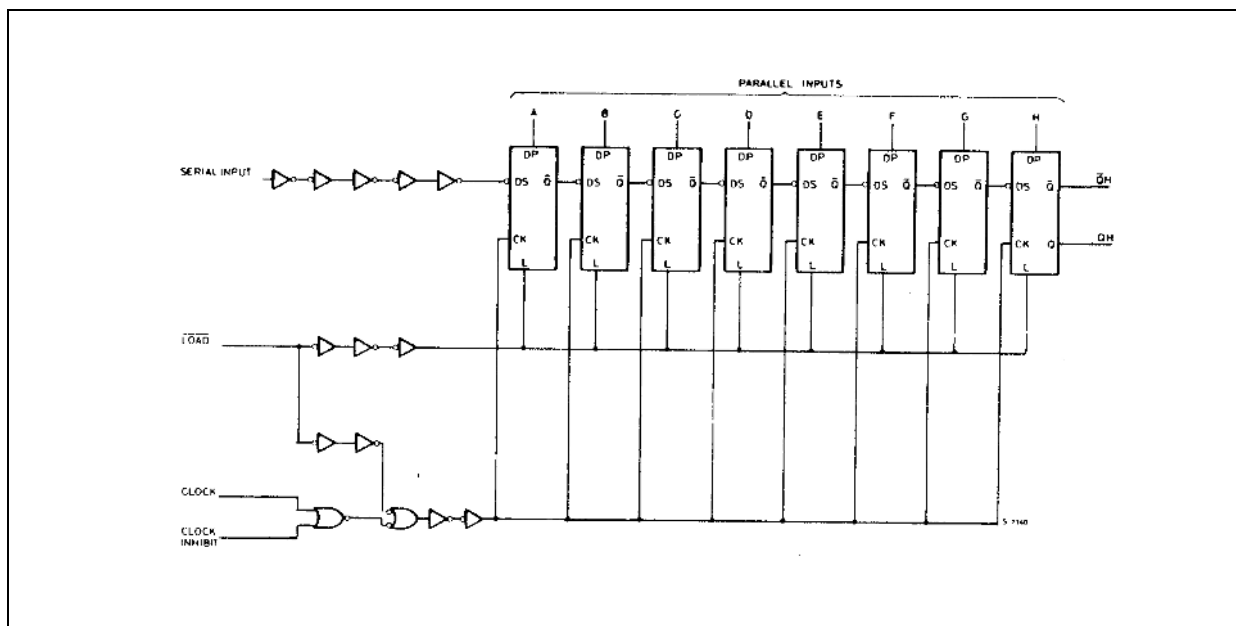 PARALLEL INPUTS
A B C D E F G H
DP DP DP DP DP DP DP DP
SERIAL INPUT
DS Q̄ DS Q̄ DS Q̄ DS Q̄ DS Q̄ DS Q̄ DS Q̄ DS Q̄ Q̄H
CK CK CK CK CK CK CK CK Q QH
L L L L L L L L
L̅O̅A̅D̅
CLOCK
CLOCK
INHIBIT